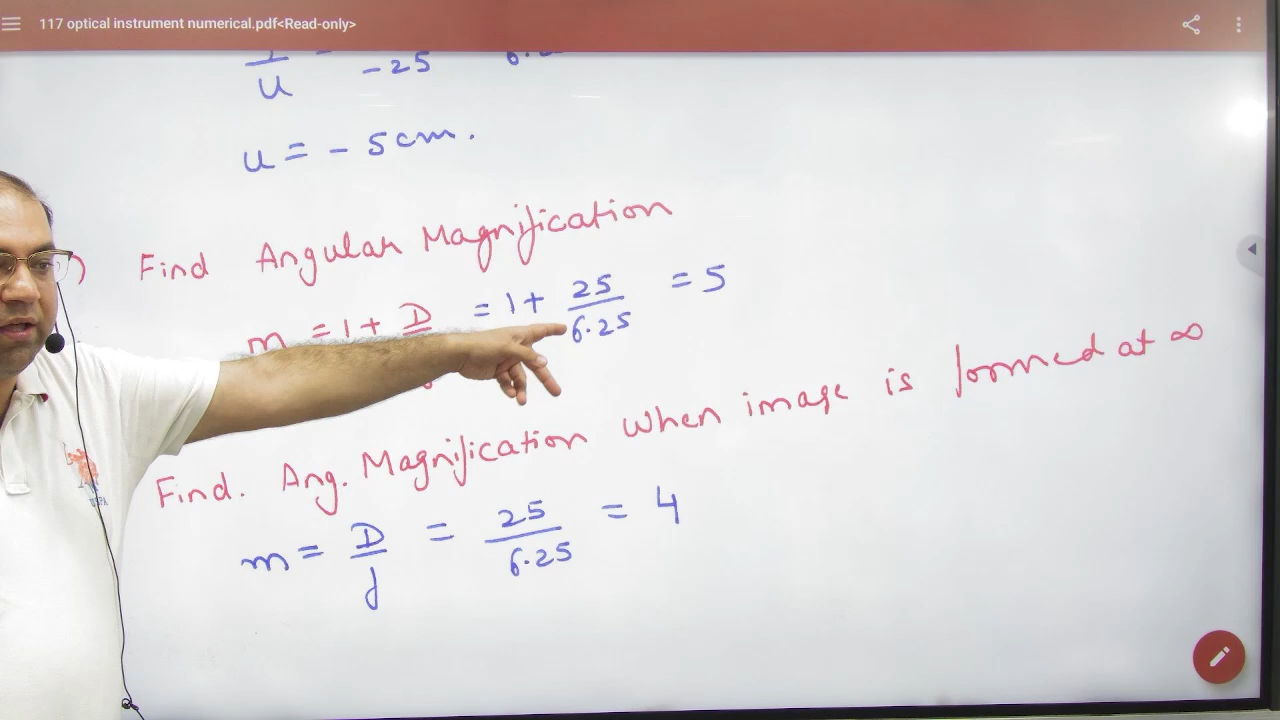 117 optical instrument numerical.pdf<Read-only>
u -25
u = - 5cm.
Find Angular Magnification
m = 1 + D = 1 + 25/6.25 = 5
Find. Ang. Magnification when image is formed at ∞
m = D/f = 25/6.25 = 4